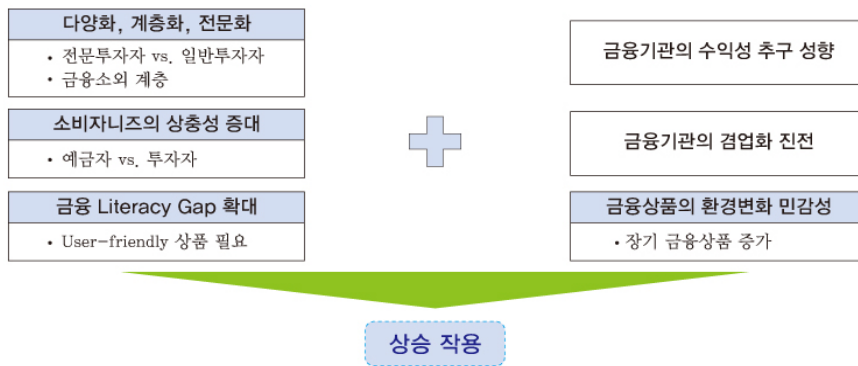 다양화, 계층화, 전문화
• 전문투자자 vs. 일반투자자
• 금융소외 계층
소비자니즈의 상충성 증대
• 예금자 vs. 투자자
금융 Literacy Gap 확대
• User-friendly 상품 필요
금융기관의 수익성 추구 성향
금융기관의 겸업화 진전
금융상품의 환경변화 민감성
• 장기 금융상품 증가
상승 작용